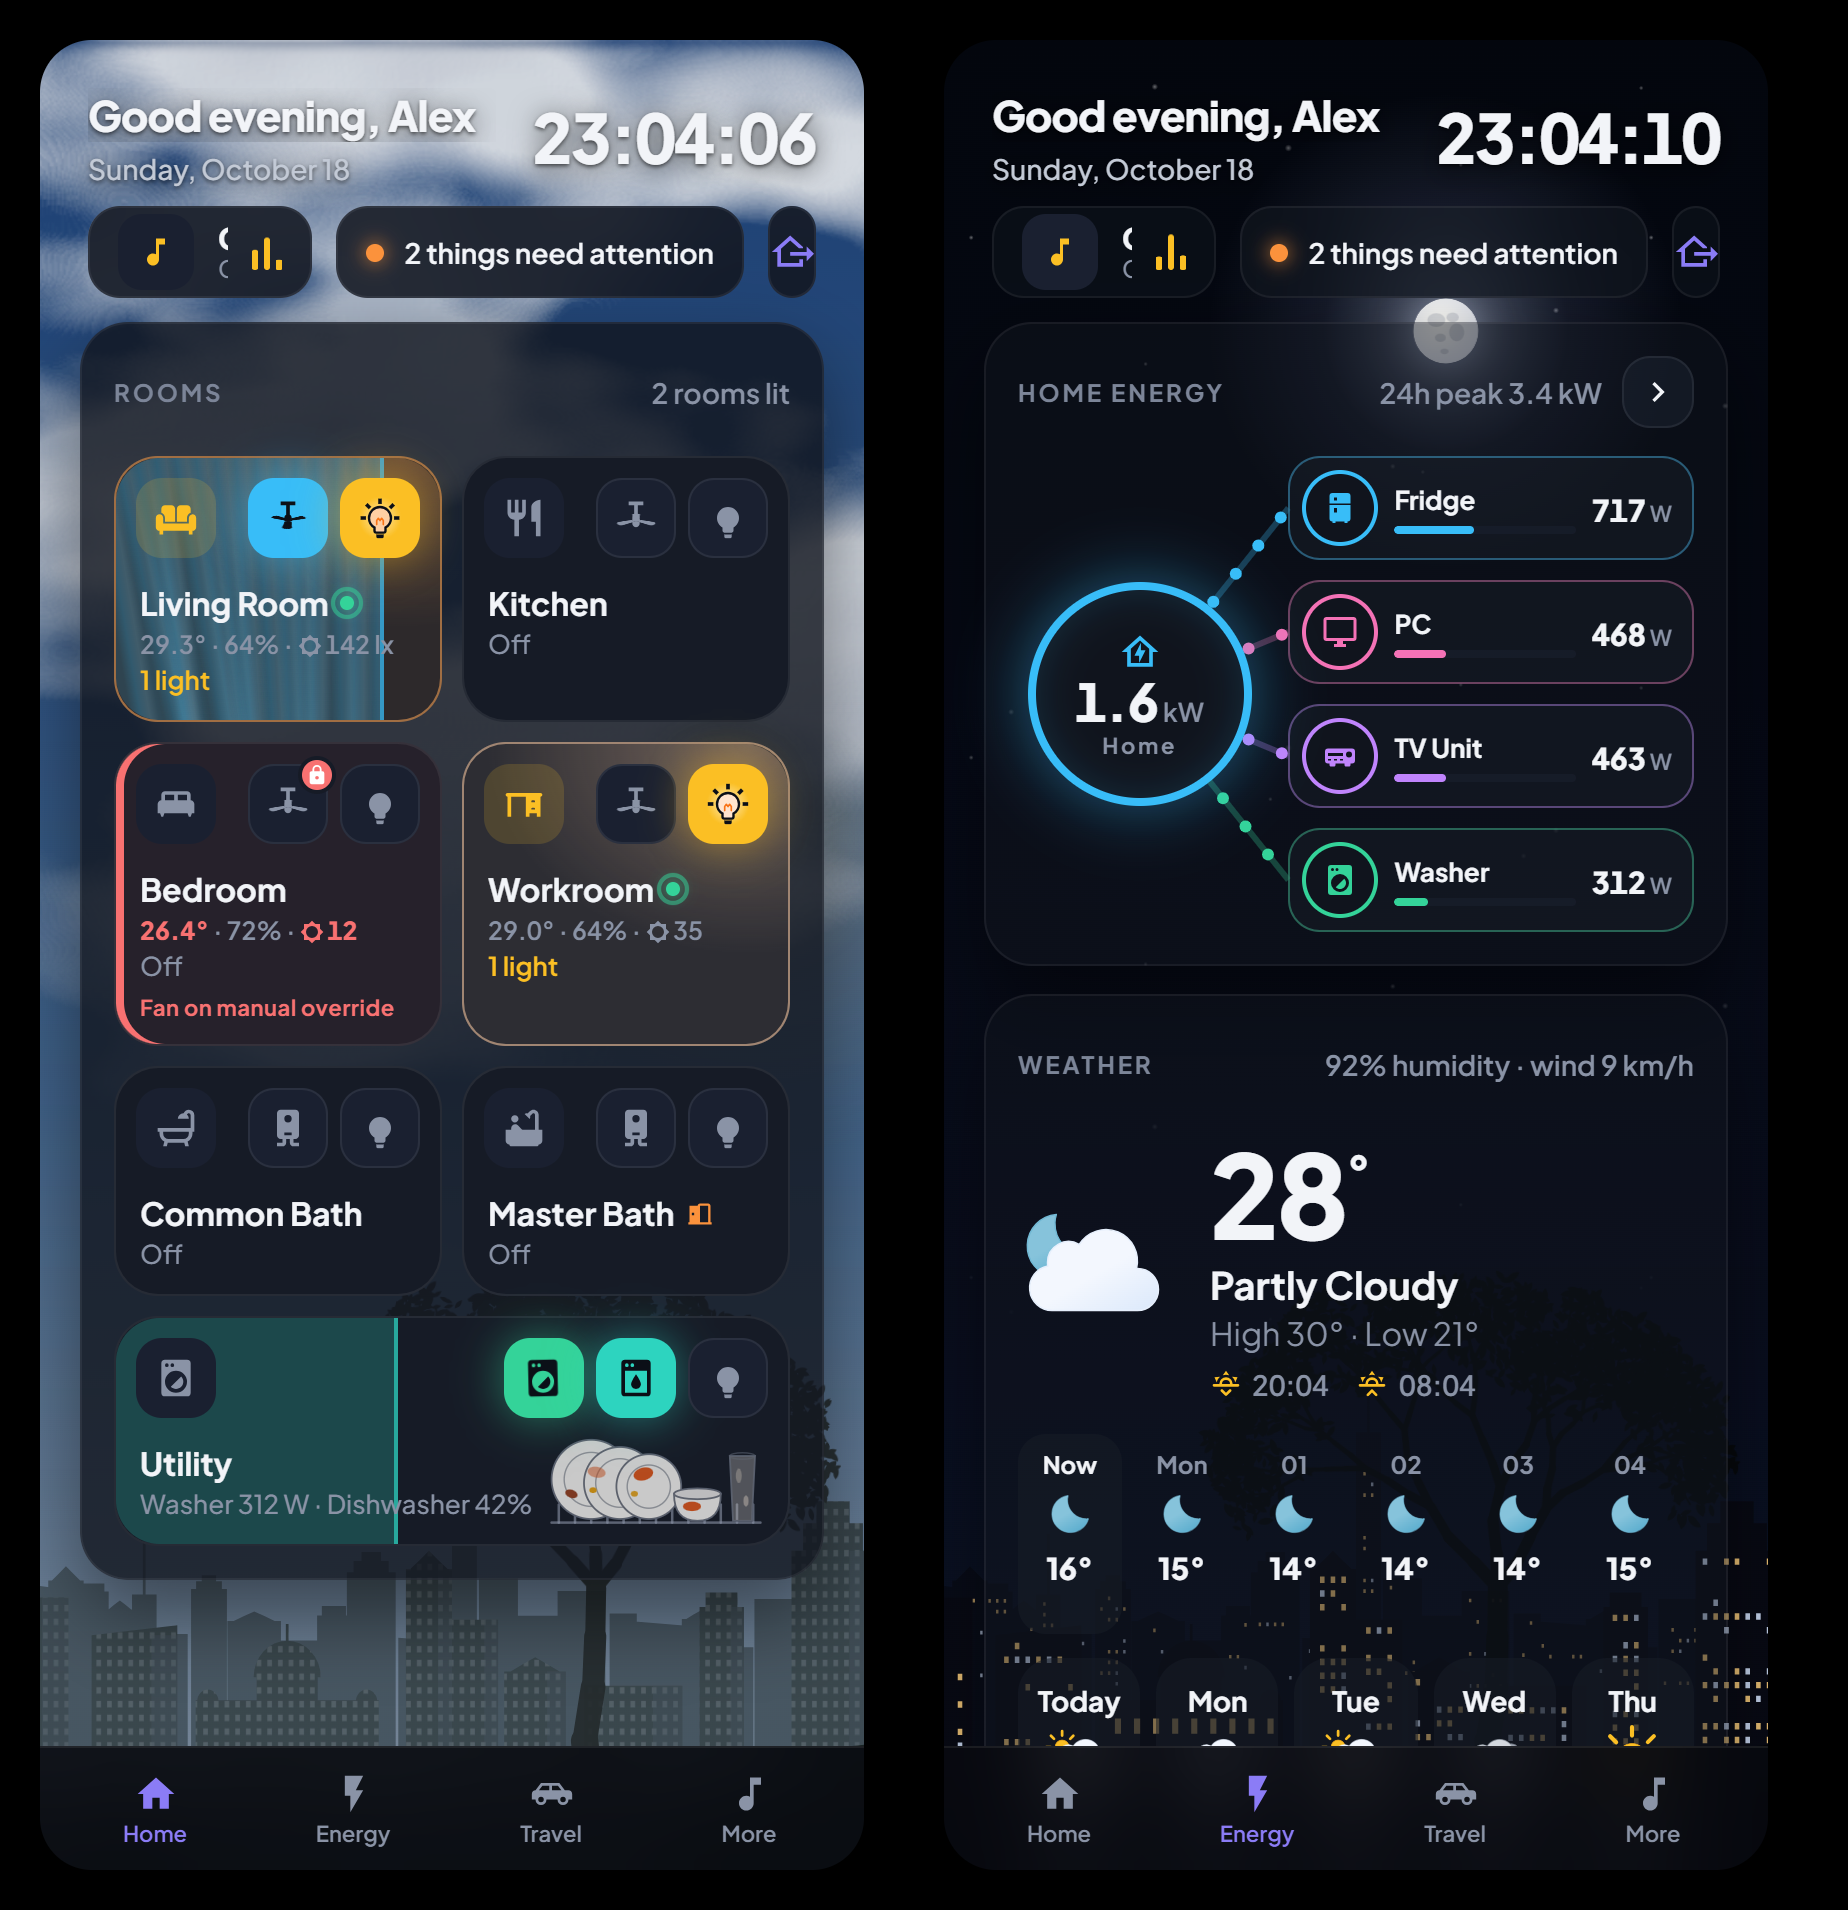 Good evening, Alex
23:04:06
Sunday, October 18
2 things need attention
ROOMS
2 rooms lit
Living Room
29.3° · 64% · 142 lx
1 light
Kitchen
Off
Bedroom
26.4° · 72% · 12
Off
Fan on manual override
Workroom
29.0° · 64% · 35
1 light
Common Bath
Off
Master Bath
Off
Utility
Washer 312 W · Dishwasher 42%
Home
Energy
Travel
More
Good evening, Alex
23:04:10
Sunday, October 18
2 things need attention
HOME ENERGY
24h peak 3.4 kW
1.6 kW
Home
Fridge
717 W
PC
468 W
TV Unit
463 W
Washer
312 W
WEATHER
92% humidity · wind 9 km/h
28°
Partly Cloudy
High 30° · Low 21°
20:04 08:04
Now Mon 01 02 03 04
16° 15° 14° 14° 14° 15°
Today Mon Tue Wed Thu
Home
Energy
Travel
More